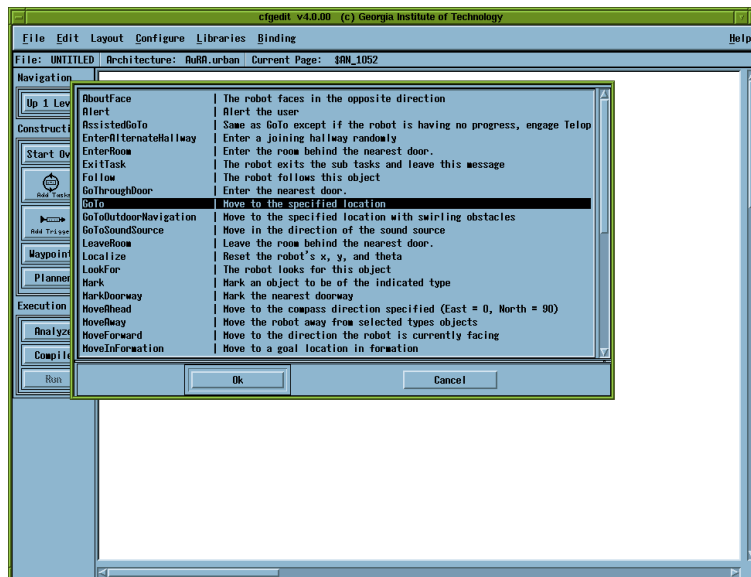 cfgedit v4.0.00 (c) Georgia Institute of Technology
File Edit Layout Configure Libraries Binding Help
File: UNTITLED Architecture: AuRA.urban Current Page: $AN_1052
Navigation
Up 1 Lev
Constructi
Start Ov
Add Tasks
Add Trigge
Waypoint
Planner
Execution
Analyze
Compile
Run
AboutFace | The robot faces in the opposite direction
Alert | Alert the user
AssistedGoTo | Same as GoTo except if the robot is having no progress, engage Telop
EnterAlternateHallway | Enter a joining hallway randomly
EnterRoom | Enter the room behind the nearest door.
ExitTask | The robot exits the sub tasks and leave this message
Follow | The robot follows this object
GoThroughDoor | Enter the nearest door.
GoTo | Move to the specified location
GoToOutdoorNavigation | Move to the specified location with swirling obstacles
GoToSoundSource | Move in the direction of the sound source
LeaveRoom | Leave the room behind the nearest door.
Localize | Reset the robot's x, y, and theta
LookFor | The robot looks for this object
Mark | Mark an object to be of the indicated type
MarkDoorway | Mark the nearest doorway
MoveAhead | Move to the compass direction specified (East = 0, North = 90)
MoveAway | Move the robot away from selected types objects
MoveForward | Move to the direction the robot is currently facing
MoveInFormation | Move to a goal location in formation
Ok Cancel